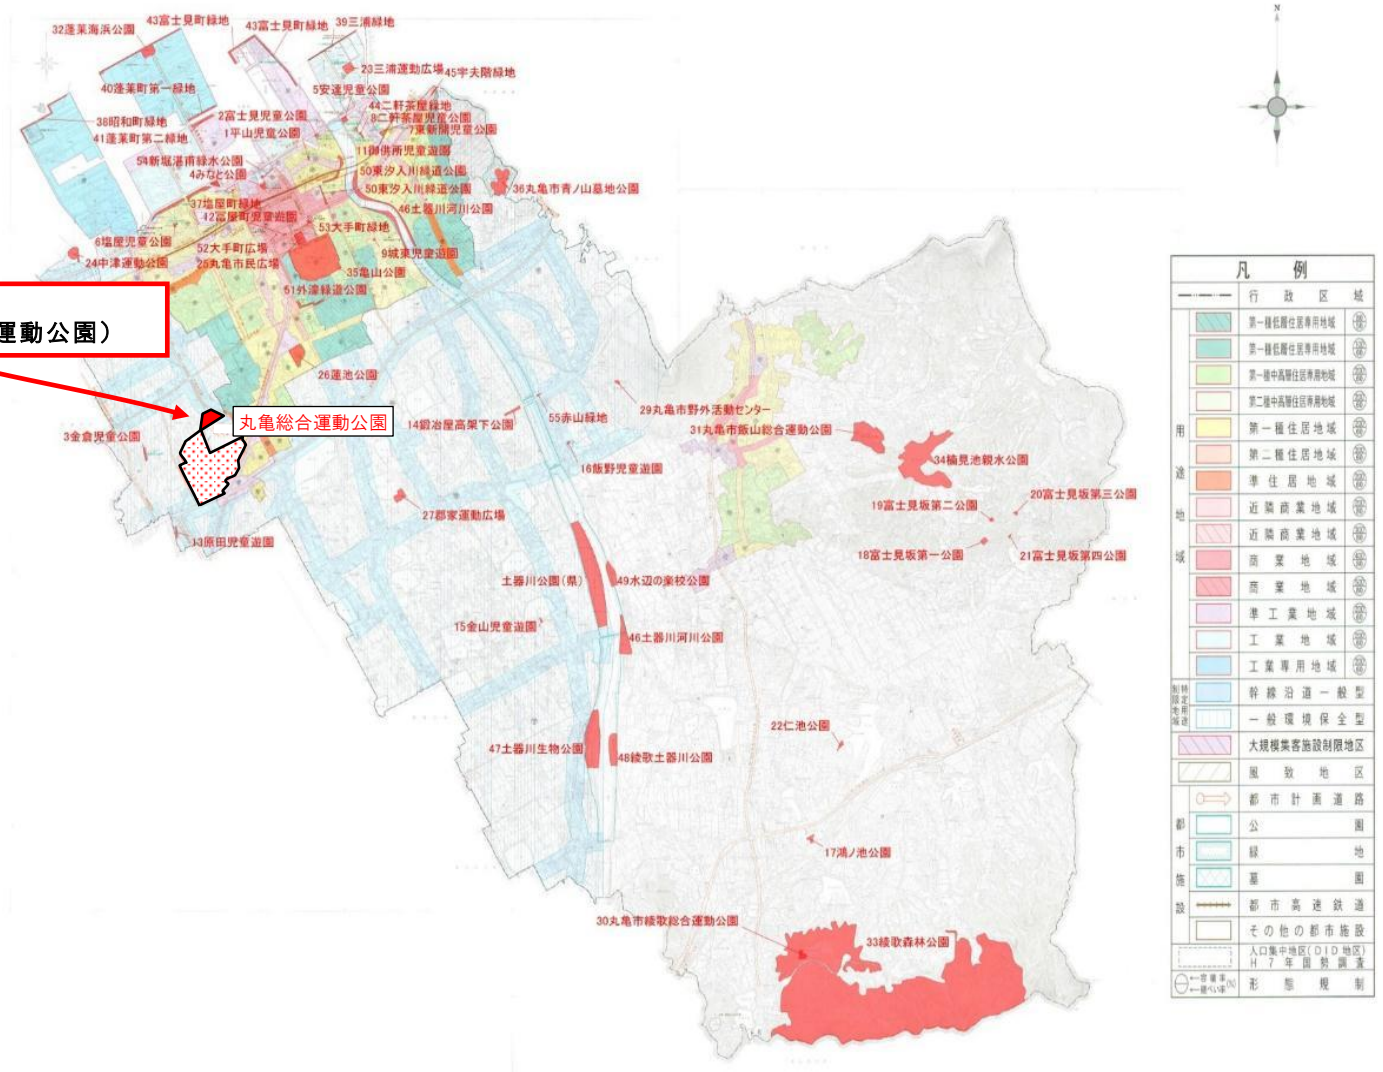 32蓬莱海浜公園
43富士見町緑地
43富士見町緑地
39三浦緑地
N
23三浦運動広場
45宇夫階緑地
40蓬莱町第一緑地
5安達児童公園
44二軒茶屋緑地
8二軒茶屋児童公園
7東新開児童公園
38昭和町緑地
2富士見児童公園
41蓬莱町第二緑地
1平山児童公園
11御供所児童遊園
54新堀湛甫緑水公園
4みなと公園
50東汐入川緑道公園
50東汐入川緑道公園
36丸亀市青ノ山墓地公園
37塩屋町緑地
46土器川河川公園
12富屋町児童遊園
53大手町緑地
6塩屋児童公園
52大手町広場
9城東児童遊園
24中津運動公園
25丸亀市民広場
35亀山公園
51外濠緑道公園
運動公園）
26蓮池公園
29丸亀市野外活動センター
丸亀総合運動公園
14鍛冶屋高架下公園
55赤山緑地
31丸亀市飯山総合運動公園
3金倉児童公園
34楠見池親水公園
16飯野児童遊園
20富士見坂第三公園
19富士見坂第二公園
27郡家運動広場
13原田児童遊園
18富士見坂第一公園
21富士見坂第四公園
土器川公園(県)
49水辺の楽校公園
15金山児童遊園
46土器川河川公園
22仁池公園
47土器川生物公園
48綾歌土器川公園
17鴻ノ池公園
30丸亀市綾歌総合運動公園
33綾歌森林公園
凡 例
行政区域
用途地域
第一種低層住居専用地域
第一種低層住居専用地域
第一種中高層住居専用地域
第二種中高層住居専用地域
第一種住居地域
第二種住居地域
準住居地域
近隣商業地域
近隣商業地域
商業地域
商業地域
準工業地域
工業地域
工業専用地域
特定用途制限地域
幹線沿道一般型
一般環境保全型
大規模集客施設制限地区
風致地区
都市施設
都市計画道路
公園
緑地
墓園
都市高速鉄道
その他の都市施設
人口集中地区(DID地区)
H7年国勢調査
形態規制